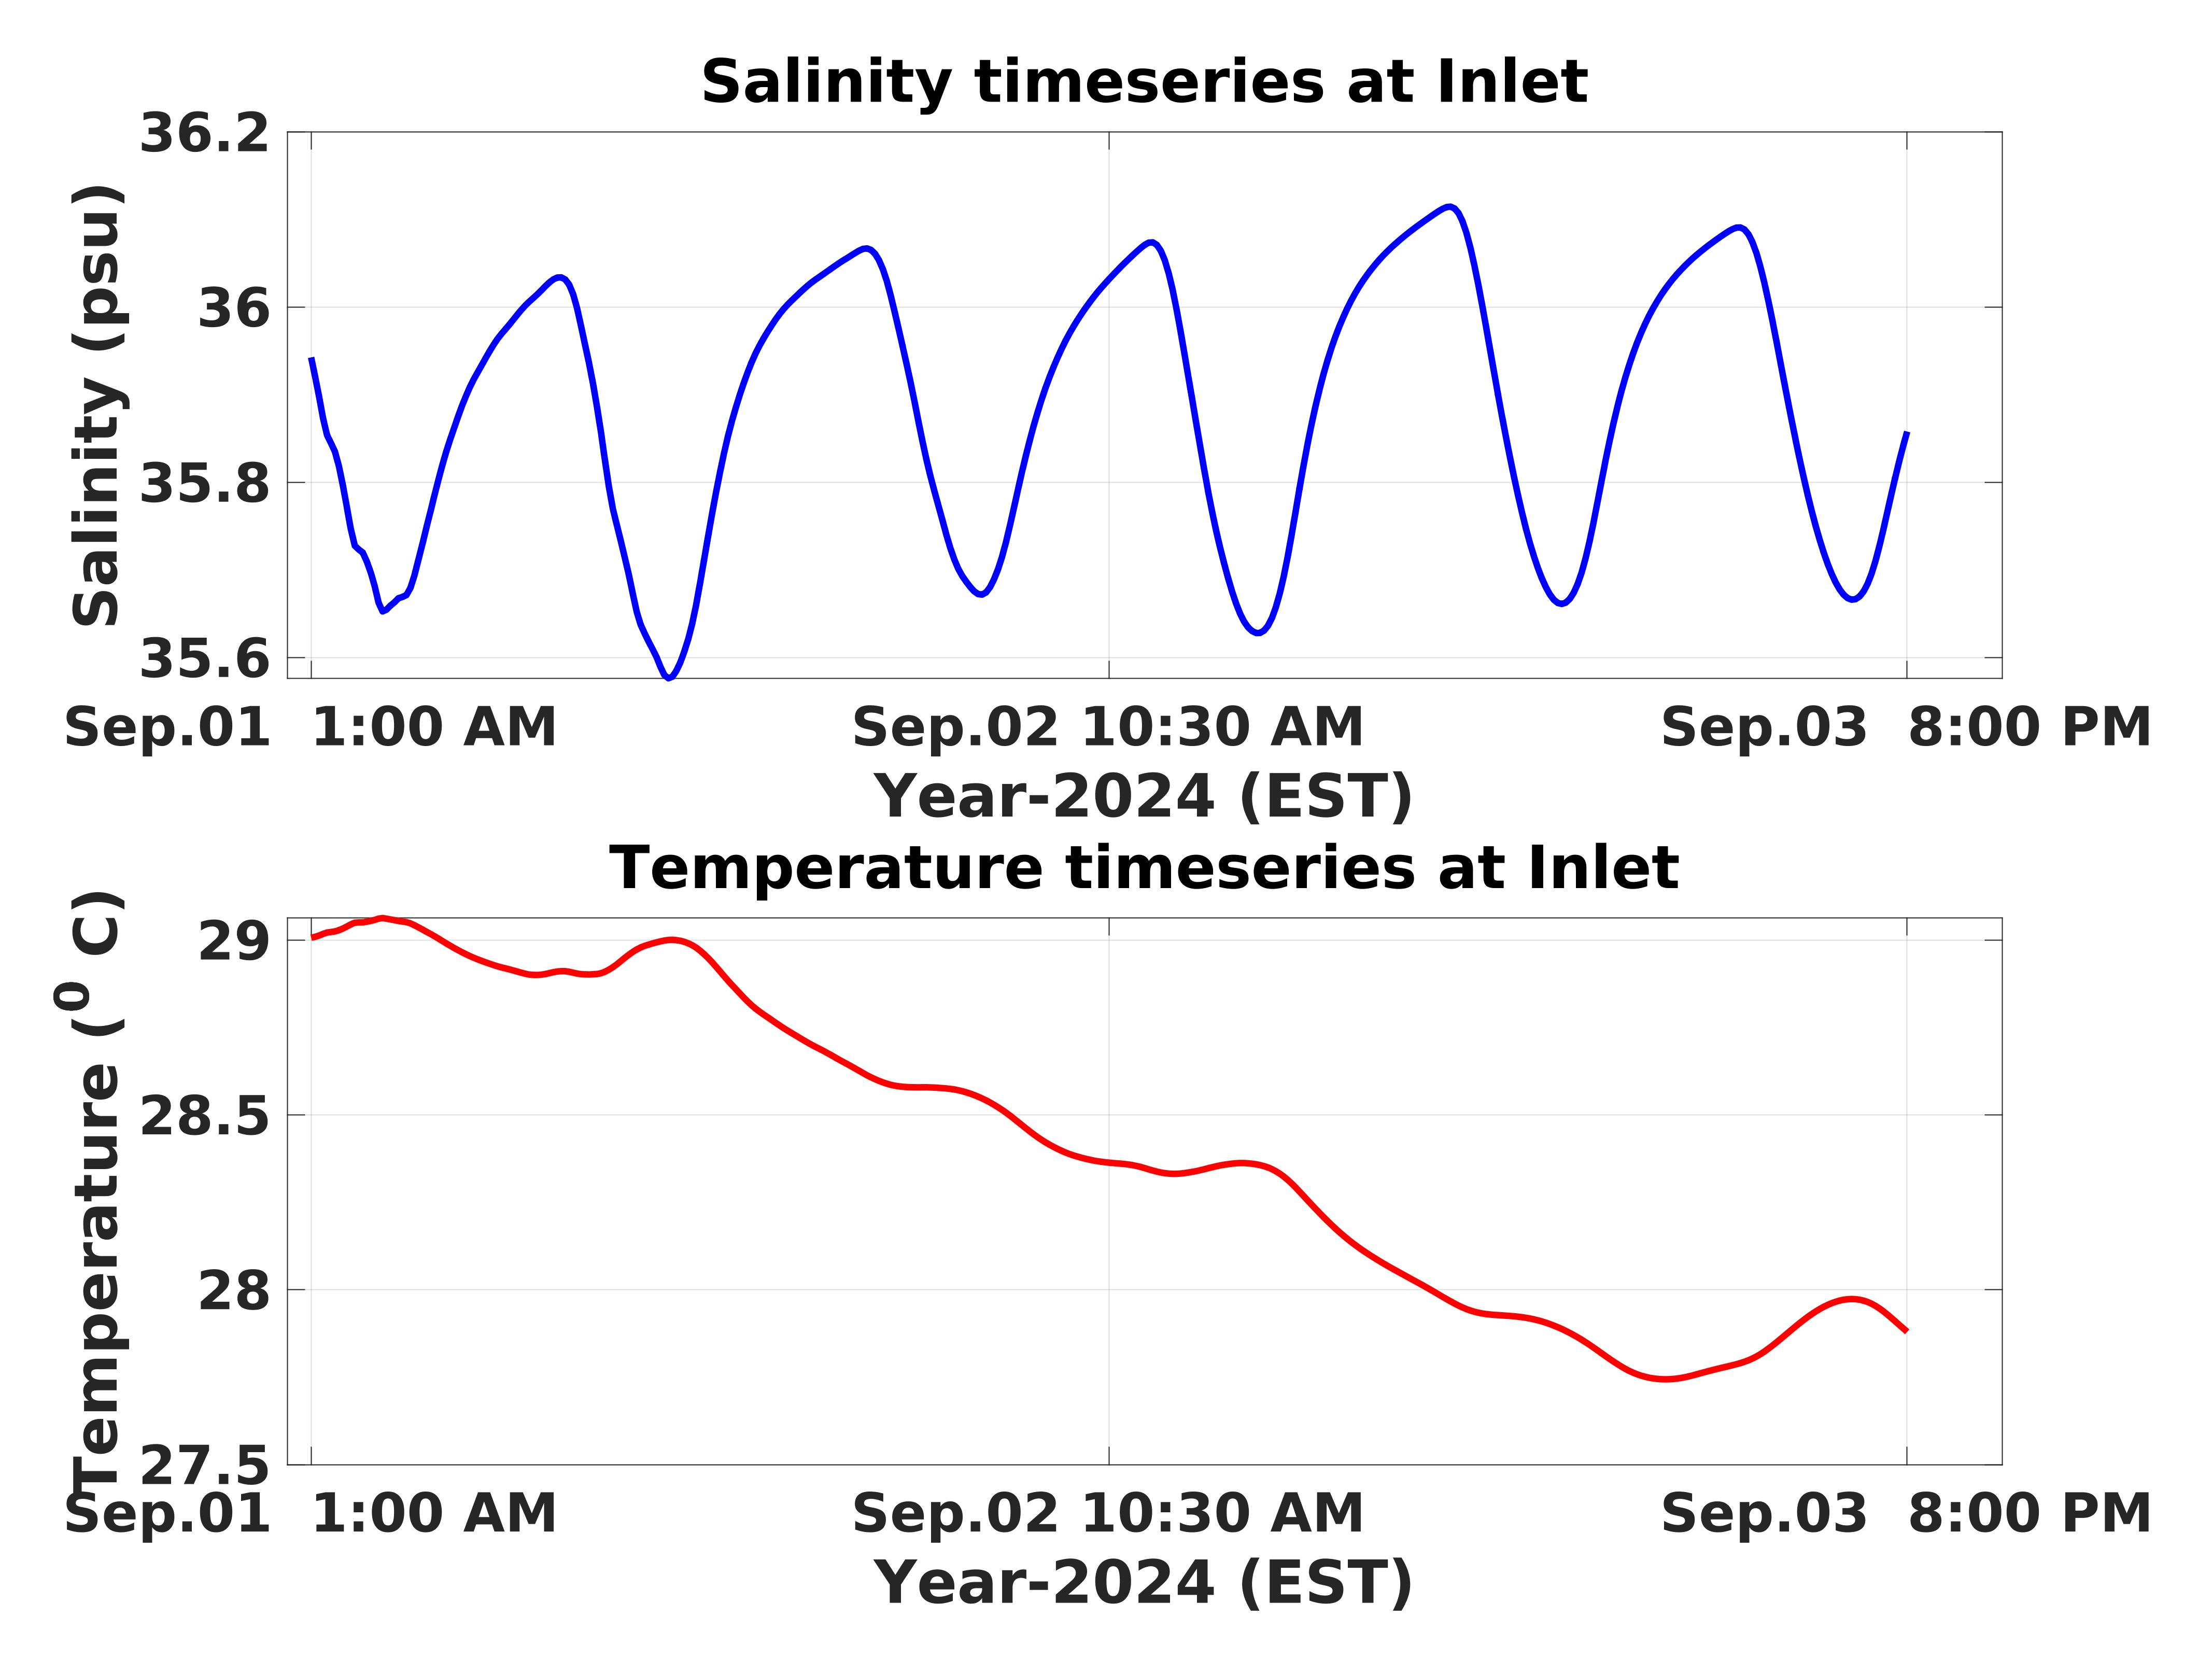 Salinity timeseries at Inlet
Salinity (psu)
36.2
36
35.8
35.6
Sep.01  1:00 AM
Sep.02 10:30 AM
Sep.03  8:00 PM
Year-2024 (EST)
Temperature timeseries at Inlet
Temperature (⁰ C)
29
28.5
28
27.5
Sep.01  1:00 AM
Sep.02 10:30 AM
Sep.03  8:00 PM
Year-2024 (EST)